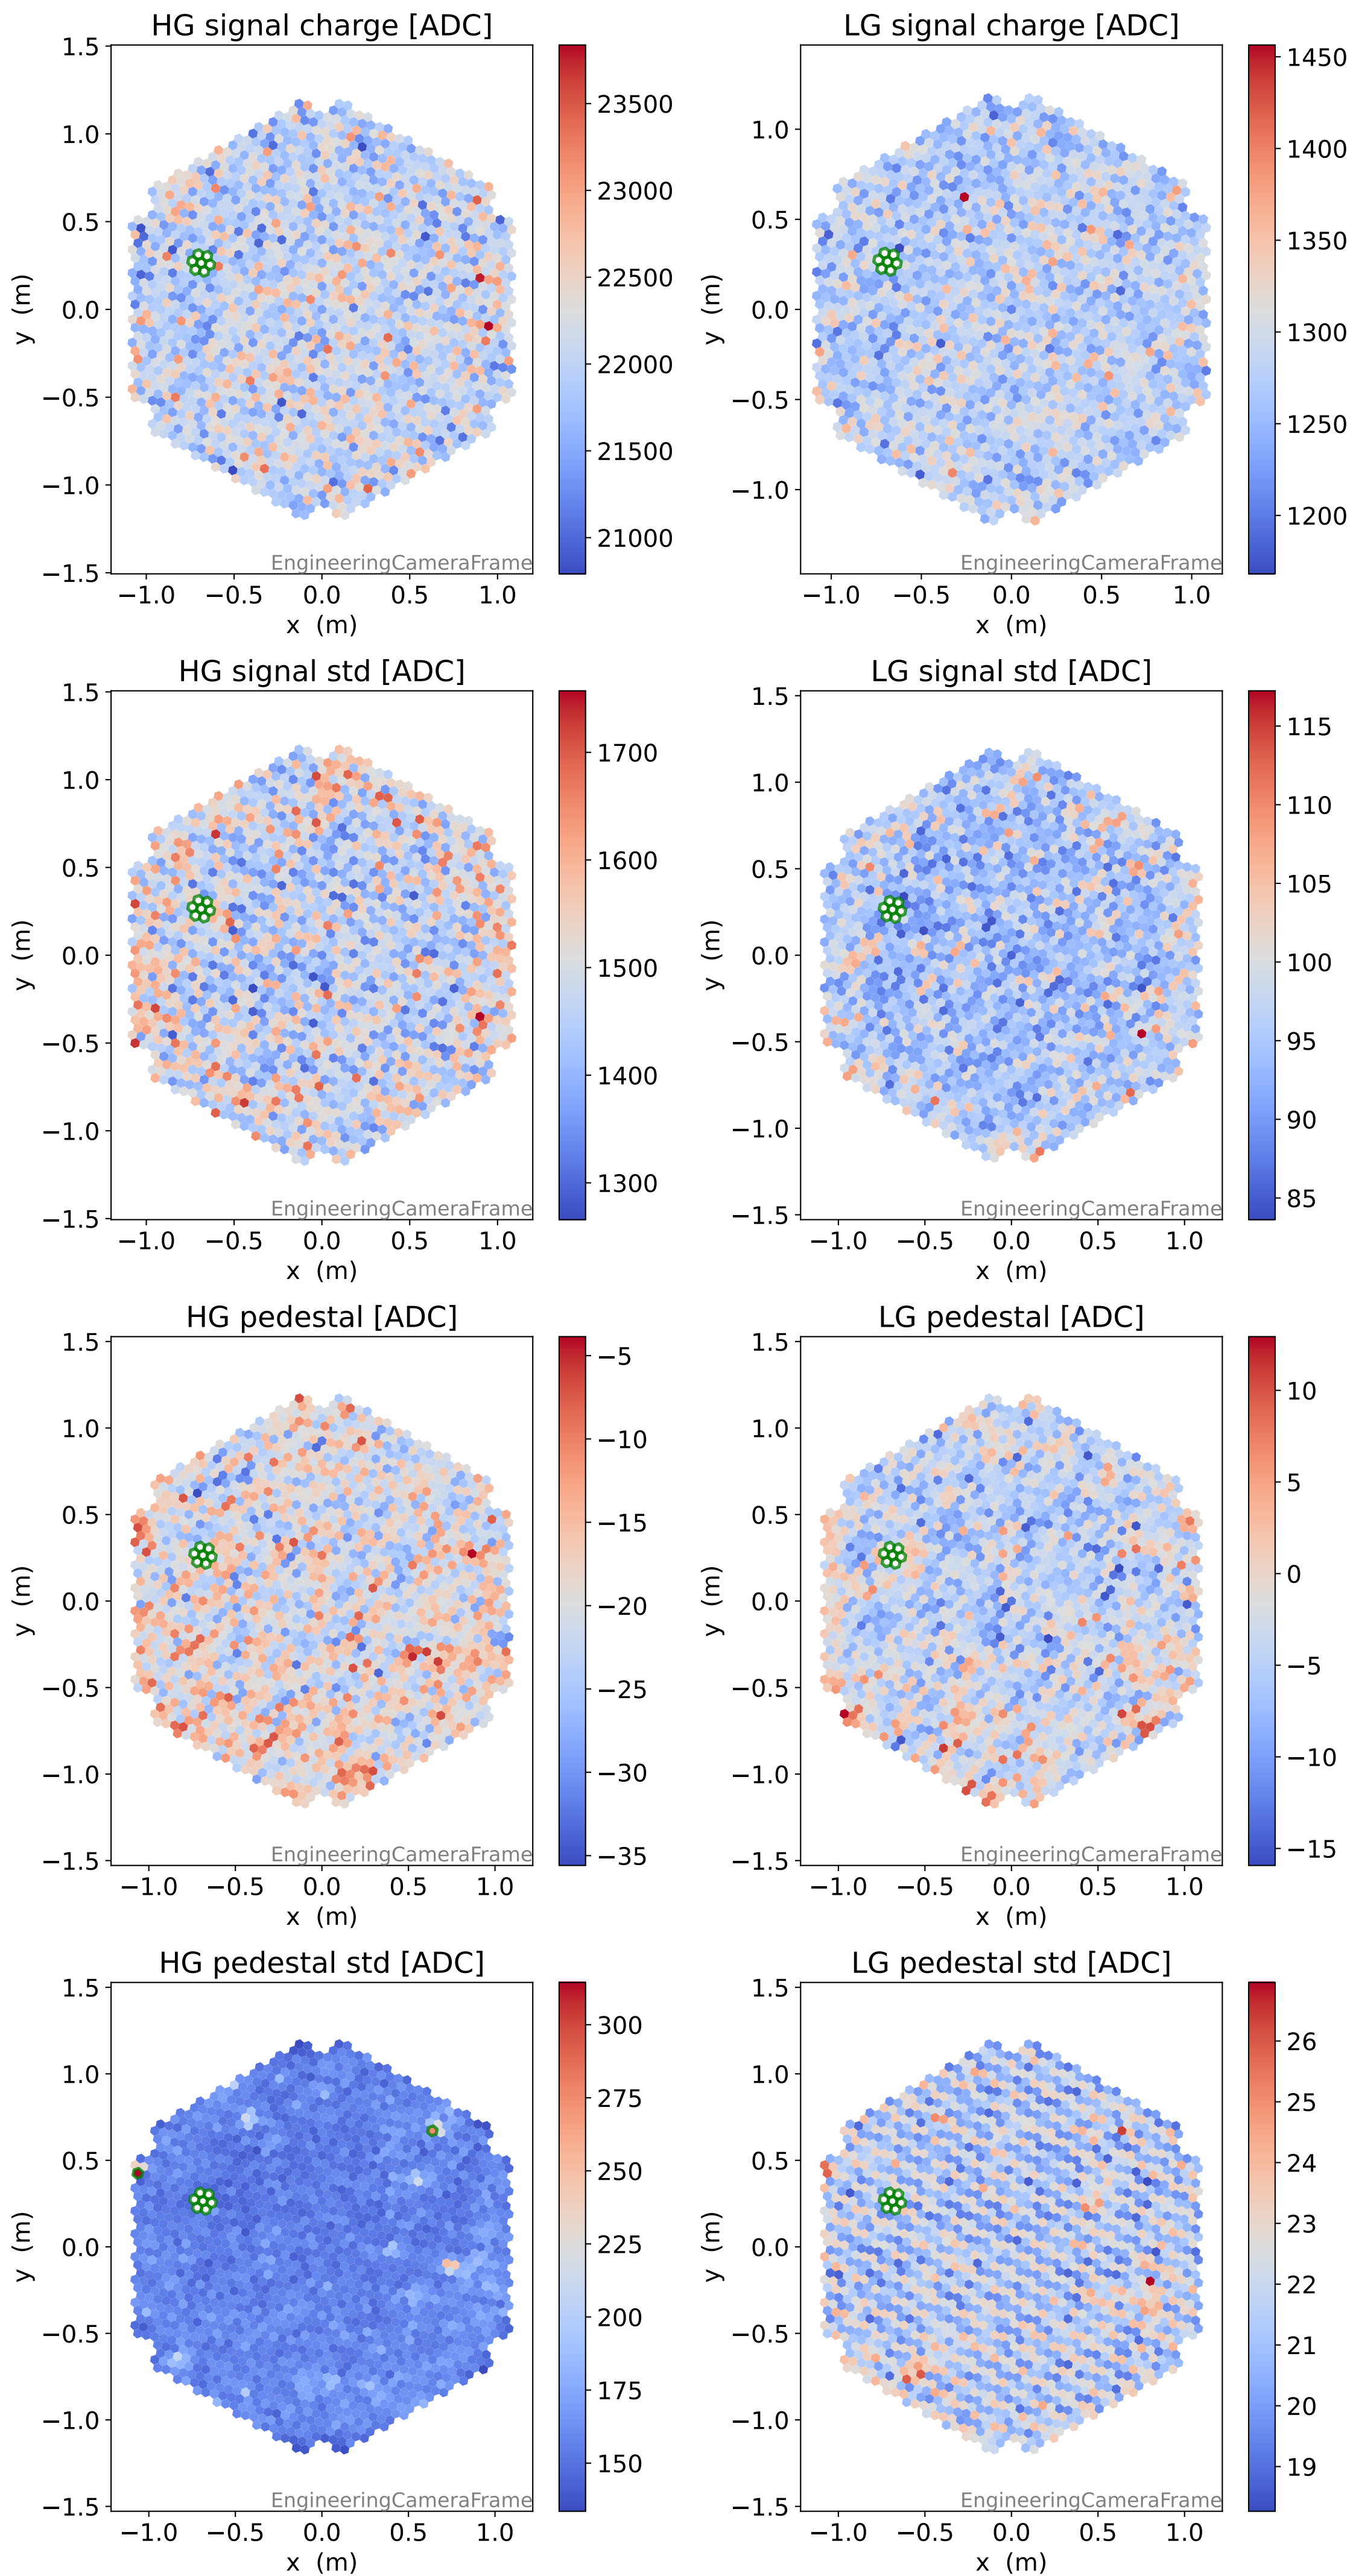 HG signal charge [ADC]
LG signal charge [ADC]
1.5
1.0
0.5
0.0
−0.5
−1.0
−1.5
y (m)
−1.0 −0.5 0.0 0.5 1.0
x (m)
EngineeringCameraFrame
23500
23000
22500
22000
21500
21000
1.0
0.5
0.0
−0.5
−1.0
y (m)
−1.0 −0.5 0.0 0.5 1.0
x (m)
EngineeringCameraFrame
1450
1400
1350
1300
1250
1200
HG signal std [ADC]
LG signal std [ADC]
1.5
1.0
0.5
0.0
−0.5
−1.0
−1.5
y (m)
−1.0 −0.5 0.0 0.5 1.0
x (m)
EngineeringCameraFrame
1700
1600
1500
1400
1300
1.5
1.0
0.5
0.0
−0.5
−1.0
−1.5
y (m)
−1.0 −0.5 0.0 0.5 1.0
x (m)
EngineeringCameraFrame
115
110
105
100
95
90
85
HG pedestal [ADC]
LG pedestal [ADC]
1.5
1.0
0.5
0.0
−0.5
−1.0
−1.5
y (m)
−1.0 −0.5 0.0 0.5 1.0
x (m)
EngineeringCameraFrame
−5
−10
−15
−20
−25
−30
−35
1.5
1.0
0.5
0.0
−0.5
−1.0
−1.5
y (m)
−1.0 −0.5 0.0 0.5 1.0
x (m)
EngineeringCameraFrame
10
5
0
−5
−10
−15
HG pedestal std [ADC]
LG pedestal std [ADC]
1.5
1.0
0.5
0.0
−0.5
−1.0
−1.5
y (m)
−1.0 −0.5 0.0 0.5 1.0
x (m)
EngineeringCameraFrame
300
275
250
225
200
175
150
1.5
1.0
0.5
0.0
−0.5
−1.0
−1.5
y (m)
−1.0 −0.5 0.0 0.5 1.0
x (m)
EngineeringCameraFrame
26
25
24
23
22
21
20
19